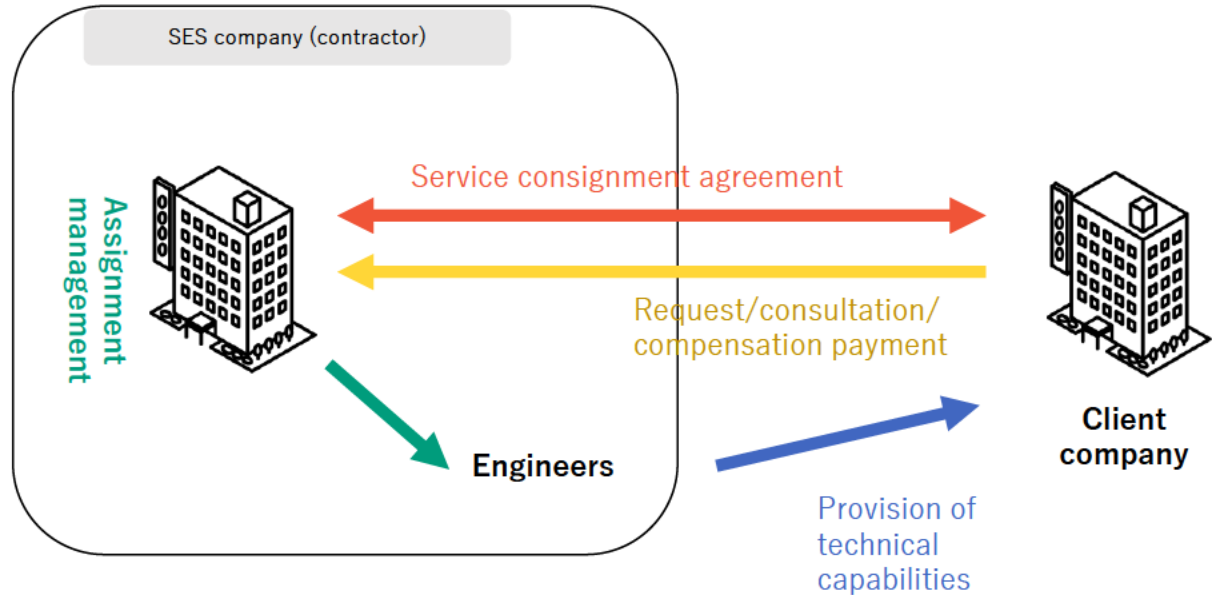 SES company (contractor)
Service consignment agreement
Assignment
management
Request/consultation/
compensation payment
Engineers
Client
company
Provision of
technical
capabilities